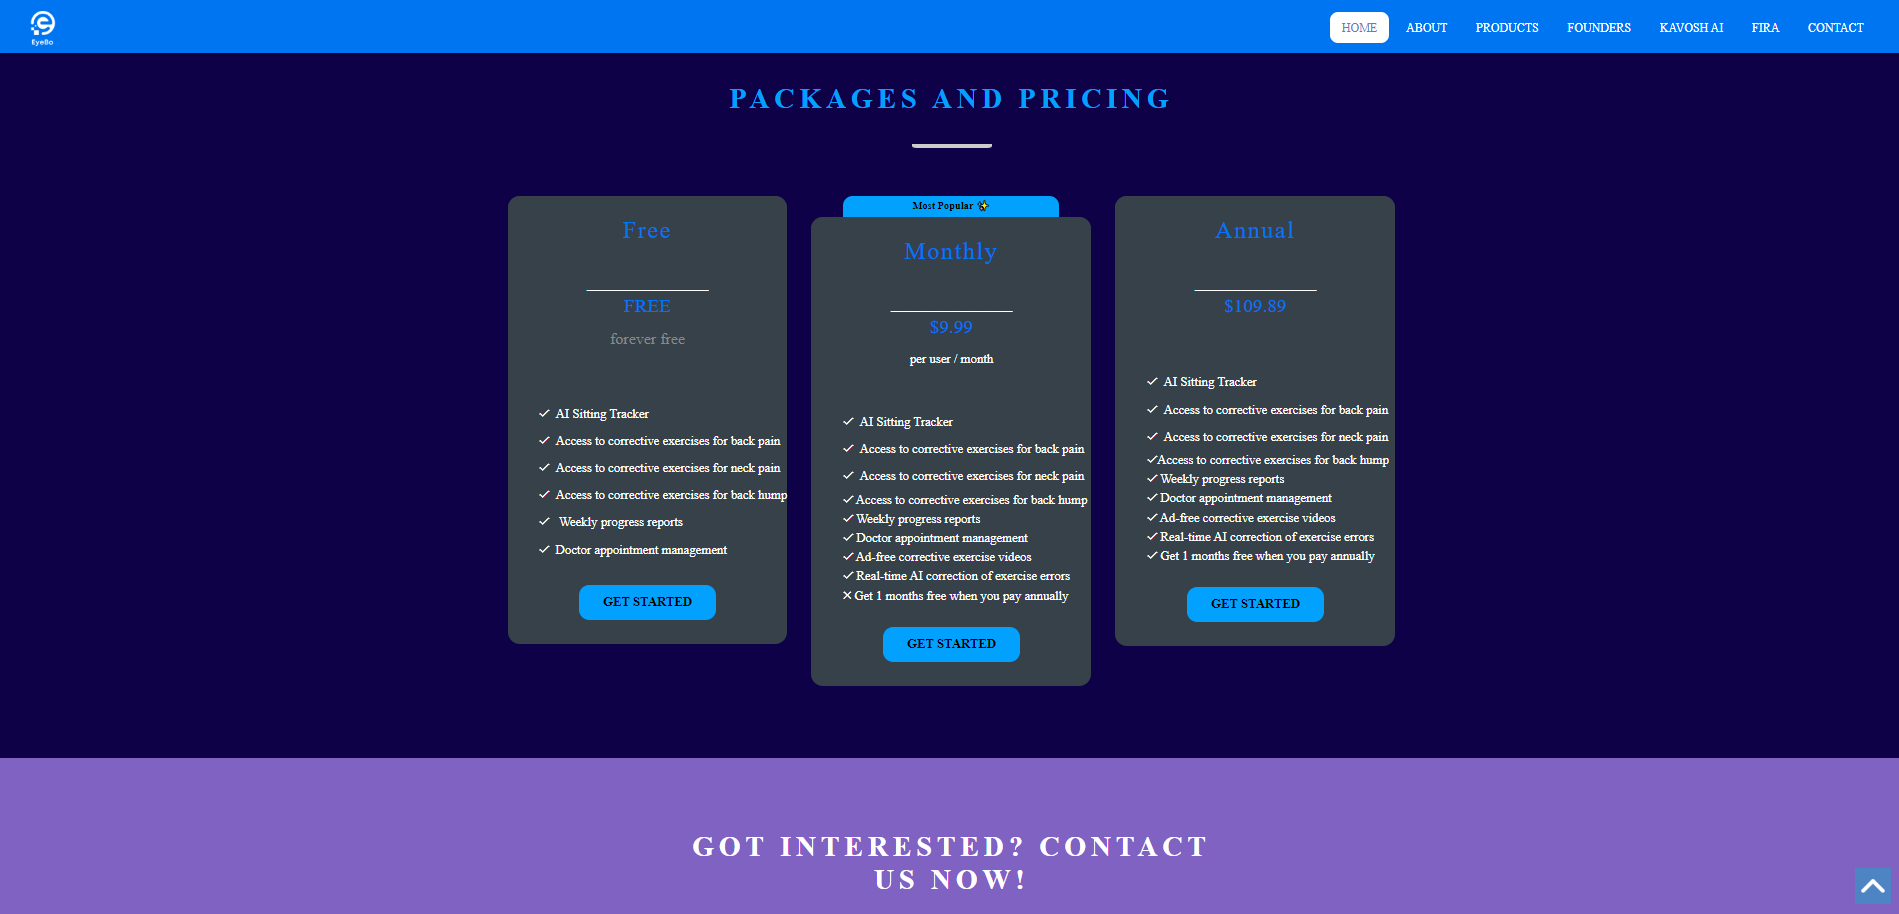 EyeBo
HOME ABOUT PRODUCTS FOUNDERS KAVOSH AI FIRA CONTACT
PACKAGES AND PRICING
Free
FREE
forever free
AI Sitting Tracker
Access to corrective exercises for back pain
Access to corrective exercises for neck pain
Access to corrective exercises for back hump
Weekly progress reports
Doctor appointment management
GET STARTED
Most Popular ✨
Monthly
$9.99
per user / month
AI Sitting Tracker
Access to corrective exercises for back pain
Access to corrective exercises for neck pain
Access to corrective exercises for back hump
Weekly progress reports
Doctor appointment management
Ad-free corrective exercise videos
Real-time AI correction of exercise errors
Get 1 months free when you pay annually
GET STARTED
Annual
$109.89
AI Sitting Tracker
Access to corrective exercises for back pain
Access to corrective exercises for neck pain
Access to corrective exercises for back hump
Weekly progress reports
Doctor appointment management
Ad-free corrective exercise videos
Real-time AI correction of exercise errors
Get 1 months free when you pay annually
GET STARTED
GOT INTERESTED? CONTACT
US NOW!